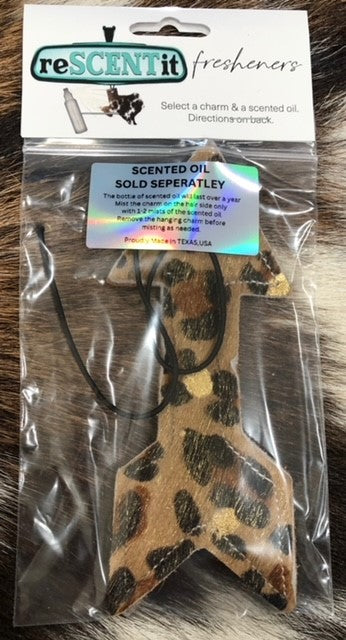 reSCENTit fresheners
Select a charm & a scented oil.
Directions on back.
SCENTED OIL
SOLD SEPERATLEY
The bottle of scented oil will last over a year
Mist the charm on the hair side only
with 1-2 mists of the scented oil.
Remove the hanging charm before
misting as needed.
Proudly Made in TEXAS,USA